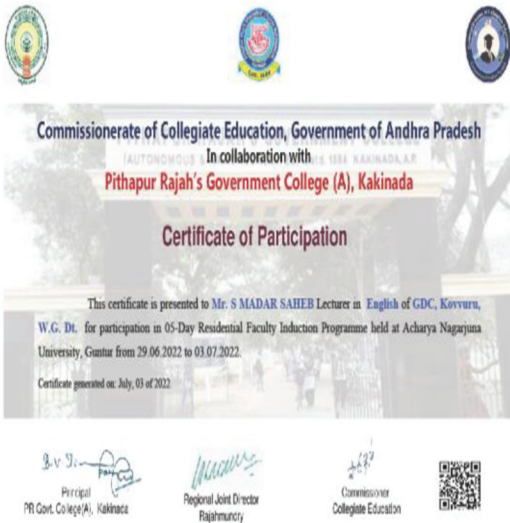 Commissionerate of Collegiate Education, Government of Andhra Pradesh
(AUTONOMOUS
1884 KAKINADA, A.P.
In collaboration with
Pithapur Rajah's Government College (A), Kakinada
Certificate of Participation
This certificate is presented to Mr. S MADAR SAHEB Lecturer in English of GDC, Kovvuru,
W.G. Dt. for participation in 05-Day Residential Faculty Induction Programme held at Acharya Nagarjuna
University, Guntur from 29.06.2022 to 03.07.2022.
Certificate generated on: July, 03 of 2022
Principal
PR Govt. College(A), Kakinada
Regional Joint Director
Rajahmundry
Commissioner
Collegiate Education